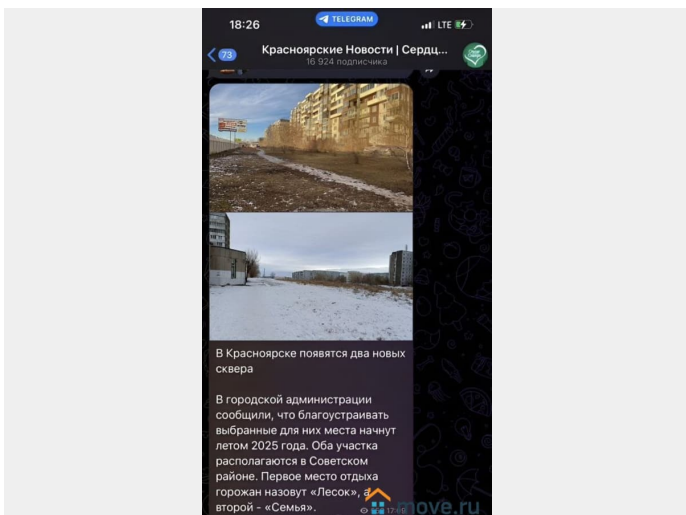 18:26
TELEGRAM
LTE
73
Красноярские Новости | Сердц...
16 924 подписчика
В Красноярске появятся два новых
сквера
В городской администрации
сообщили, что благоустраивать
выбранные для них места начнут
летом 2025 года. Оба участка
располагаются в Советском
районе. Первое место отдыха
горожан назовут «Лесок», а
второй - «Семья».
move.ru